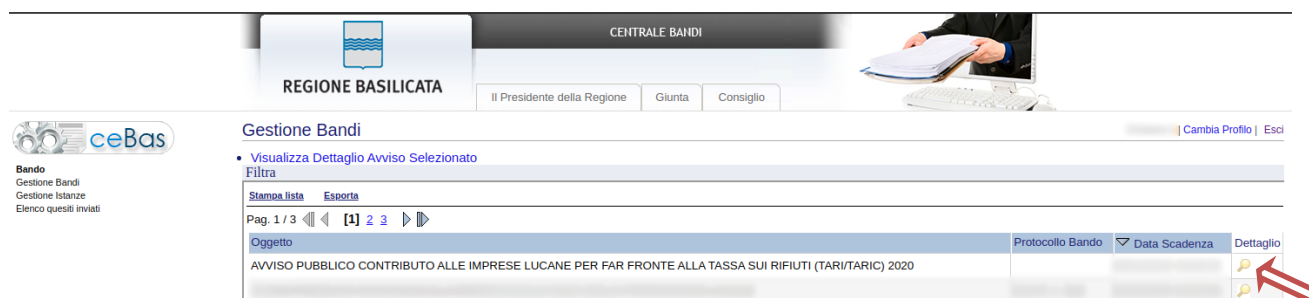 CENTRALE BANDI
REGIONE BASILICATA
Il Presidente della Regione Giunta Consiglio
ceBas
Gestione Bandi
| Cambia Profilo | Esci
Visualizza Dettaglio Avviso Selezionato
Bando
Gestione Bandi
Gestione Istanze
Elenco quesiti inviati
Filtra
Stampa lista Esporta
Pag. 1 / 3 [1] 2 3
Oggetto Protocollo Bando Data Scadenza Dettaglio
AVVISO PUBBLICO CONTRIBUTO ALLE IMPRESE LUCANE PER FAR FRONTE ALLA TASSA SUI RIFIUTI (TARI/TARIC) 2020